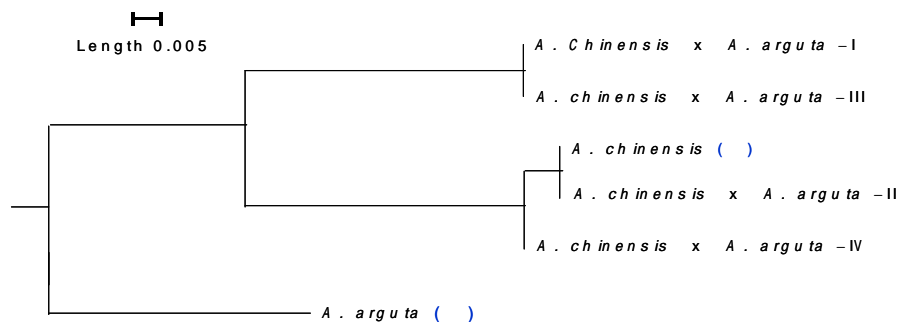 Length 0.005
A. Chinensis x A. arguta –I
A. chinensis x A. arguta –III
A. chinensis ( )
A. chinensis x A. arguta –II
A. chinensis x A. arguta –IV
A. arguta ( )